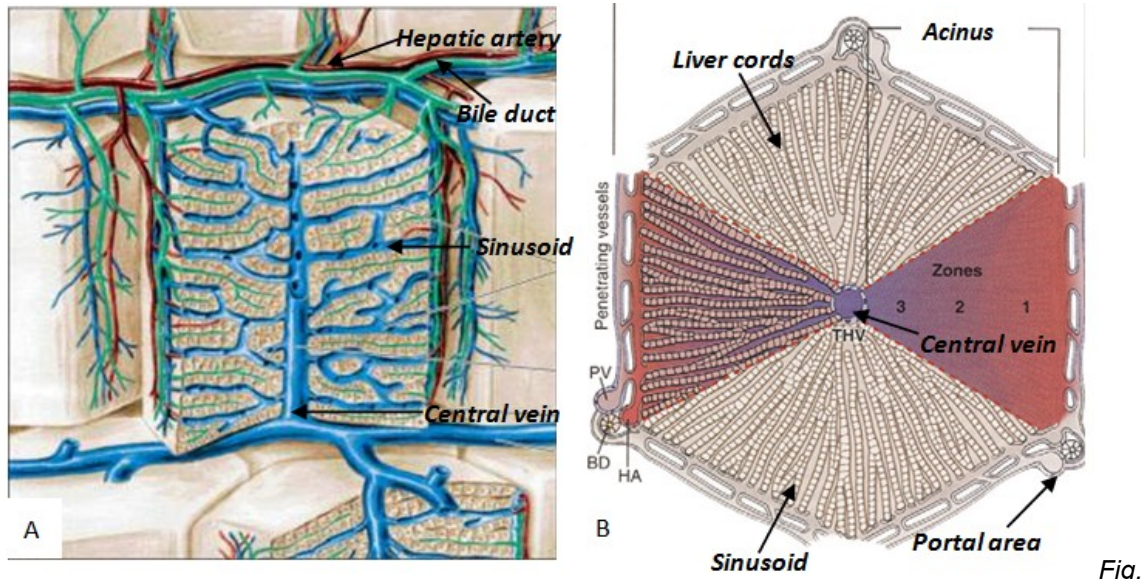 Hepatic artery
Bile duct
Sinusoid
Central vein
A
Acinus
Liver cords
Penetrating vessels
Zones
3 2 1
THV
Central vein
PV
BD
HA
B
Sinusoid
Portal area
Fig.